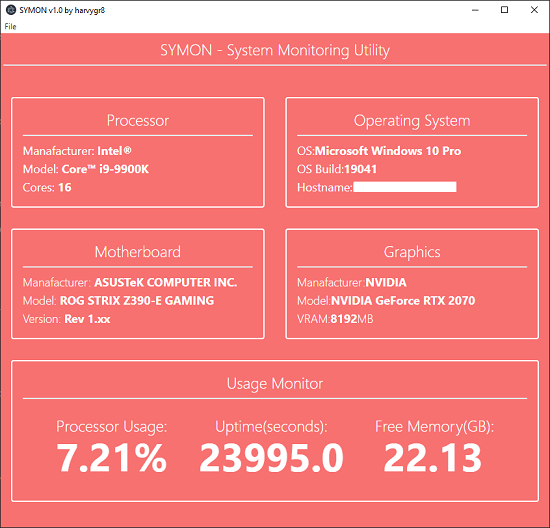 SYMON v1.0 by harvygr8
File
SYMON - System Monitoring Utility
Processor
Manafacturer: Intel®
Model: Core™ i9-9900K
Cores: 16
Operating System
OS:Microsoft Windows 10 Pro
OS Build:19041
Hostname:
Motherboard
Manufacturer: ASUSTeK COMPUTER INC.
Model: ROG STRIX Z390-E GAMING
Version: Rev 1.xx
Graphics
Manufacturer:NVIDIA
Model:NVIDIA GeForce RTX 2070
VRAM:8192MB
Usage Monitor
Processor Usage:
7.21%
Uptime(seconds):
23995.0
Free Memory(GB):
22.13